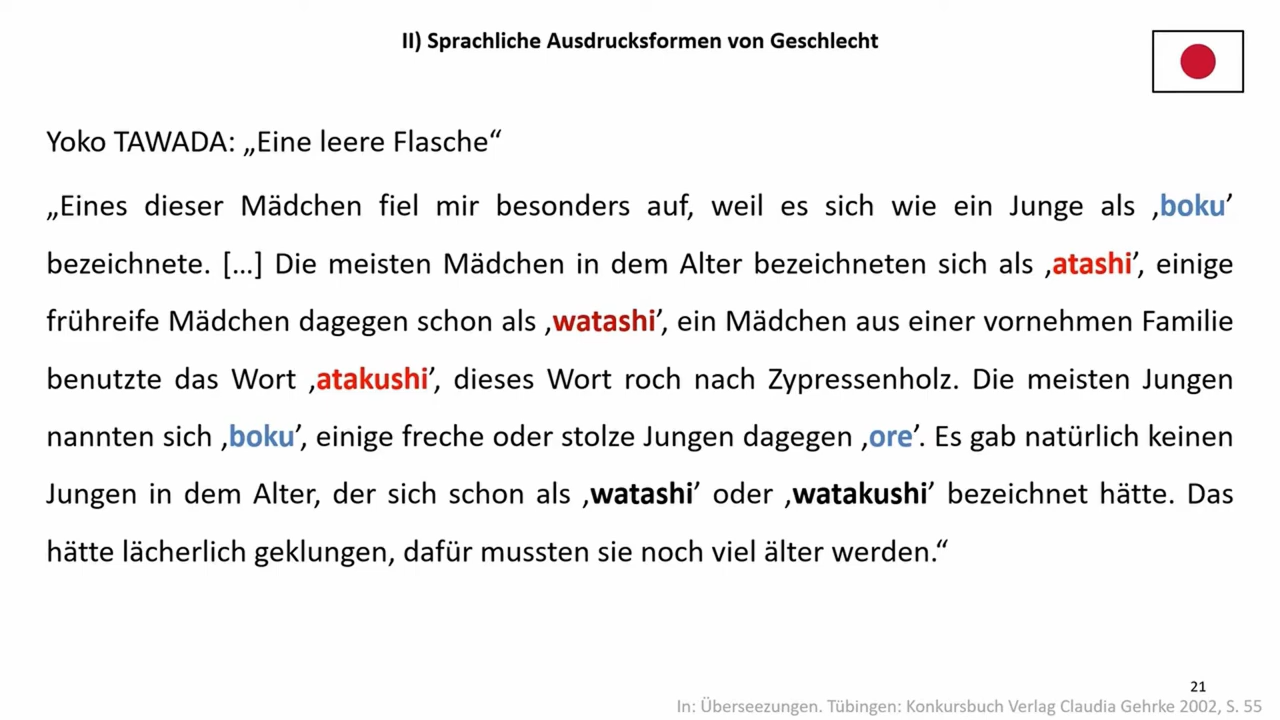 II) Sprachliche Ausdrucksformen von Geschlecht
Yoko TAWADA: „Eine leere Flasche“
„Eines dieser Mädchen fiel mir besonders auf, weil es sich wie ein Junge als ‚boku’
bezeichnete. […] Die meisten Mädchen in dem Alter bezeichneten sich als ‚atashi’, einige
frühreife Mädchen dagegen schon als ‚watashi’, ein Mädchen aus einer vornehmen Familie
benutzte das Wort ‚atakushi’, dieses Wort roch nach Zypressenholz. Die meisten Jungen
nannten sich ‚boku’, einige freche oder stolze Jungen dagegen ‚ore’. Es gab natürlich keinen
Jungen in dem Alter, der sich schon als ‚watashi’ oder ‚watakushi’ bezeichnet hätte. Das
hätte lächerlich geklungen, dafür mussten sie noch viel älter werden.“
21
In: Überseezungen. Tübingen: Konkursbuch Verlag Claudia Gehrke 2002, S. 55